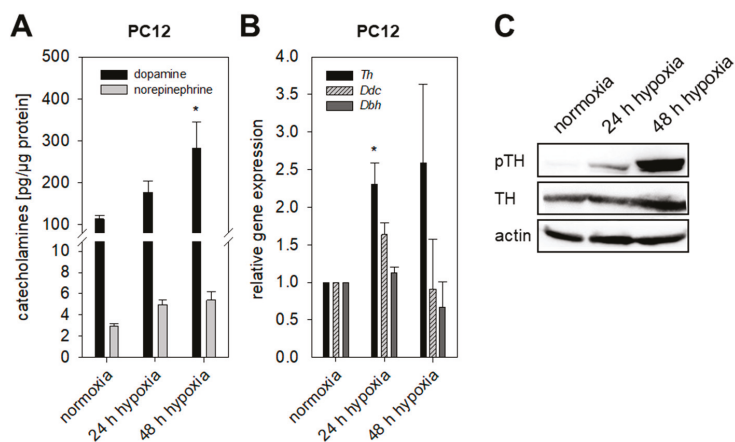 A
PC12
catecholamines [pg/µg protein]
500
400
300
200
100
10
8
6
4
2
0
dopamine
norepinephrine
*
normoxia
24 h hypoxia
48 h hypoxia
B
PC12
relative gene expression
4.0
3.5
3.0
2.5
2.0
1.5
1.0
0.5
0.0
Th
Ddc
Dbh
*
normoxia
24 h hypoxia
48 h hypoxia
C
normoxia
24 h hypoxia
48 h hypoxia
pTH
TH
actin